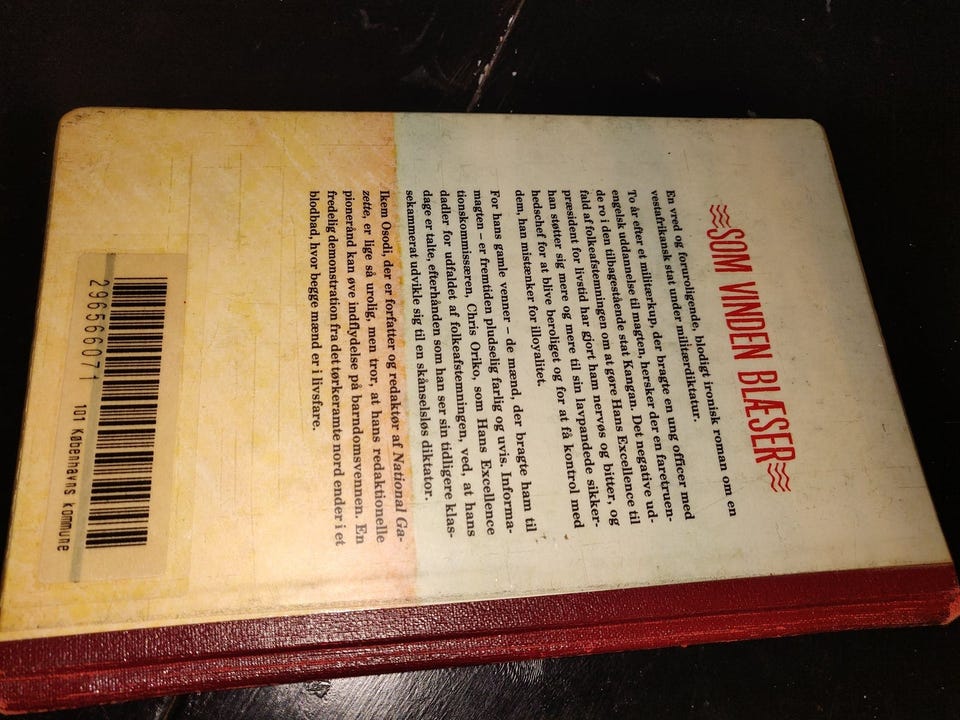 SOM VINDEN BLÆSER
En vred og foruroligende, blodigt ironisk roman om en
vestafrikansk stat under militærdiktatur.
To år efter et militærkup, der bragte en ung officer med
engelsk uddannelse til magten, hersker der en faretruen-
de ro i den tilbagestående stat Kangan. Det negative ud-
fald af folkeafstemningen om at gøre Hans Excellence til
præsident for livstid har gjort ham nervøs og bitter, og
han støtter sig mere og mere til sin lavpandede sikker-
hedschef for at blive beroliget og for at få kontrol med
dem, han mistænker for illoyalitet.
For hans gamle venner – de mænd, der bragte ham til
magten – er fremtiden pludselig farlig og uvis. Informa-
tionskommissæren, Chris Oriko, som Hans Excellence
dadler for udfaldet af folkeafstemningen, ved, at hans
dage er talte, efterhånden som han ser sin tidligere klas-
sekammerat udvikle sig til en skånselsløs diktator.
Ikem Osodi, der er forfatter og redaktør af National Ga-
zette, er lige så urolig, men tror, at hans redaktionelle
pionerånd kan øve indflydelse på barndomsvennen. En
fredelig demonstration fra det tørkeramte nord ender i et
blodbad, hvor begge mænd er i livsfare.
296566071 101 Københavns kommune